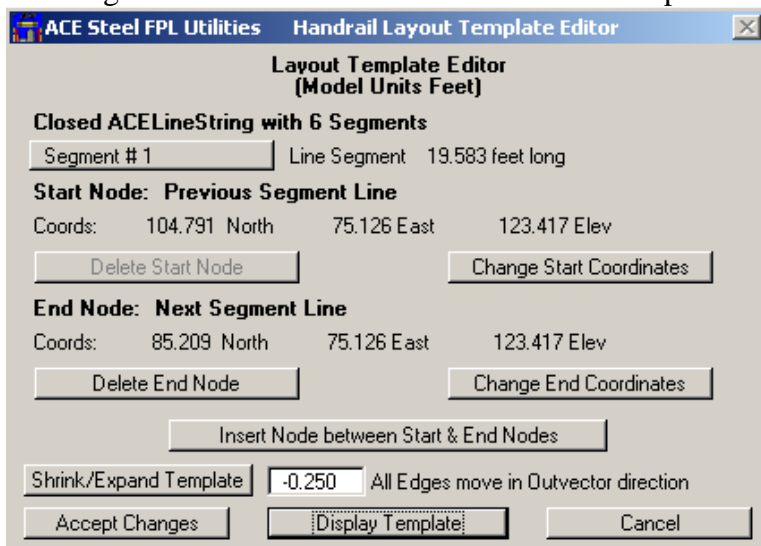 ACE Steel FPL Utilities Handrail Layout Template Editor
Layout Template Editor
(Model Units Feet)
Closed ACELineString with 6 Segments
Segment # 1 Line Segment 19.583 feet long
Start Node: Previous Segment Line
Coords: 104.791 North 75.126 East 123.417 Elev
Delete Start Node Change Start Coordinates
End Node: Next Segment Line
Coords: 85.209 North 75.126 East 123.417 Elev
Delete End Node Change End Coordinates
Insert Node between Start & End Nodes
Shrink/Expand Template -0.250 All Edges move in Outvector direction
Accept Changes Display Template Cancel